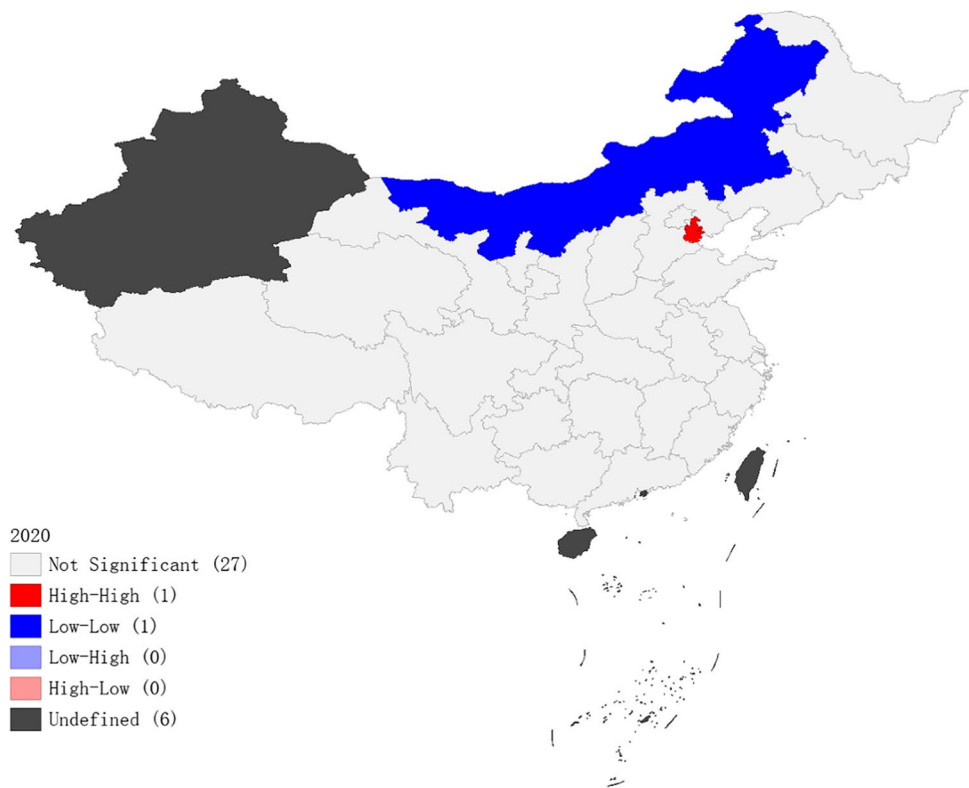 2020
Not Significant (27)
High-High (1)
Low-Low (1)
Low-High (0)
High-Low (0)
Undefined (6)